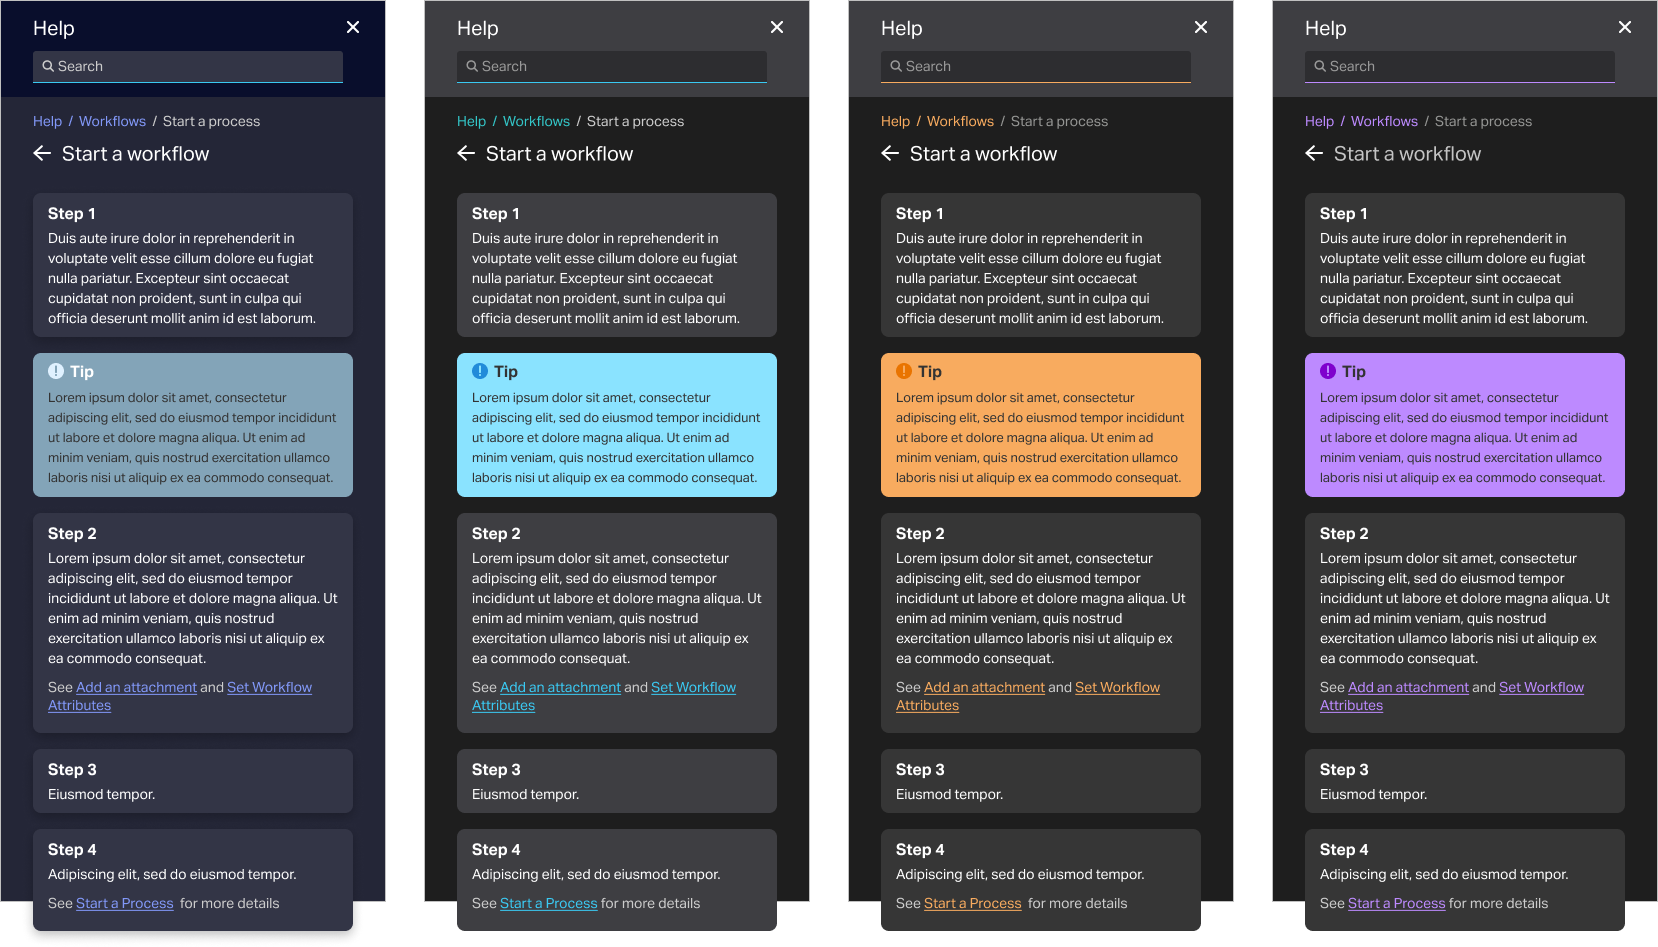 Help
Search
Help / Workflows / Start a process
Start a workflow
Step 1
Duis aute irure dolor in reprehenderit in
voluptate velit esse cillum dolore eu fugiat
nulla pariatur. Excepteur sint occaecat
cupidatat non proident, sunt in culpa qui
officia deserunt mollit anim id est laborum.
Tip
Lorem ipsum dolor sit amet, consectetur
adipiscing elit, sed do eiusmod tempor incididunt
ut labore et dolore magna aliqua. Ut enim ad
minim veniam, quis nostrud exercitation ullamco
laboris nisi ut aliquip ex ea commodo consequat.
Step 2
Lorem ipsum dolor sit amet, consectetur
adipiscing elit, sed do eiusmod tempor
incididunt ut labore et dolore magna aliqua. Ut
enim ad minim veniam, quis nostrud
exercitation ullamco laboris nisi ut aliquip ex
ea commodo consequat.
See Add an attachment and Set Workflow
Attributes
Step 3
Eiusmod tempor.
Step 4
Adipiscing elit, sed do eiusmod tempor.
See Start a Process for more details
Help
Search
Help / Workflows / Start a process
Start a workflow
Step 1
Duis aute irure dolor in reprehenderit in
voluptate velit esse cillum dolore eu fugiat
nulla pariatur. Excepteur sint occaecat
cupidatat non proident, sunt in culpa qui
officia deserunt mollit anim id est laborum.
Tip
Lorem ipsum dolor sit amet, consectetur
adipiscing elit, sed do eiusmod tempor incididunt
ut labore et dolore magna aliqua. Ut enim ad
minim veniam, quis nostrud exercitation ullamco
laboris nisi ut aliquip ex ea commodo consequat.
Step 2
Lorem ipsum dolor sit amet, consectetur
adipiscing elit, sed do eiusmod tempor
incididunt ut labore et dolore magna aliqua. Ut
enim ad minim veniam, quis nostrud
exercitation ullamco laboris nisi ut aliquip ex
ea commodo consequat.
See Add an attachment and Set Workflow
Attributes
Step 3
Eiusmod tempor.
Step 4
Adipiscing elit, sed do eiusmod tempor.
See Start a Process for more details
Help
Search
Help / Workflows / Start a process
Start a workflow
Step 1
Duis aute irure dolor in reprehenderit in
voluptate velit esse cillum dolore eu fugiat
nulla pariatur. Excepteur sint occaecat
cupidatat non proident, sunt in culpa qui
officia deserunt mollit anim id est laborum.
Tip
Lorem ipsum dolor sit amet, consectetur
adipiscing elit, sed do eiusmod tempor incididunt
ut labore et dolore magna aliqua. Ut enim ad
minim veniam, quis nostrud exercitation ullamco
laboris nisi ut aliquip ex ea commodo consequat.
Step 2
Lorem ipsum dolor sit amet, consectetur
adipiscing elit, sed do eiusmod tempor
incididunt ut labore et dolore magna aliqua. Ut
enim ad minim veniam, quis nostrud
exercitation ullamco laboris nisi ut aliquip ex
ea commodo consequat.
See Add an attachment and Set Workflow
Attributes
Step 3
Eiusmod tempor.
Step 4
Adipiscing elit, sed do eiusmod tempor.
See Start a Process for more details
Help
Search
Help / Workflows / Start a process
Start a workflow
Step 1
Duis aute irure dolor in reprehenderit in
voluptate velit esse cillum dolore eu fugiat
nulla pariatur. Excepteur sint occaecat
cupidatat non proident, sunt in culpa qui
officia deserunt mollit anim id est laborum.
Tip
Lorem ipsum dolor sit amet, consectetur
adipiscing elit, sed do eiusmod tempor incididunt
ut labore et dolore magna aliqua. Ut enim ad
minim veniam, quis nostrud exercitation ullamco
laboris nisi ut aliquip ex ea commodo consequat.
Step 2
Lorem ipsum dolor sit amet, consectetur
adipiscing elit, sed do eiusmod tempor
incididunt ut labore et dolore magna aliqua. Ut
enim ad minim veniam, quis nostrud
exercitation ullamco laboris nisi ut aliquip ex
ea commodo consequat.
See Add an attachment and Set Workflow
Attributes
Step 3
Eiusmod tempor.
Step 4
Adipiscing elit, sed do eiusmod tempor.
See Start a Process for more details